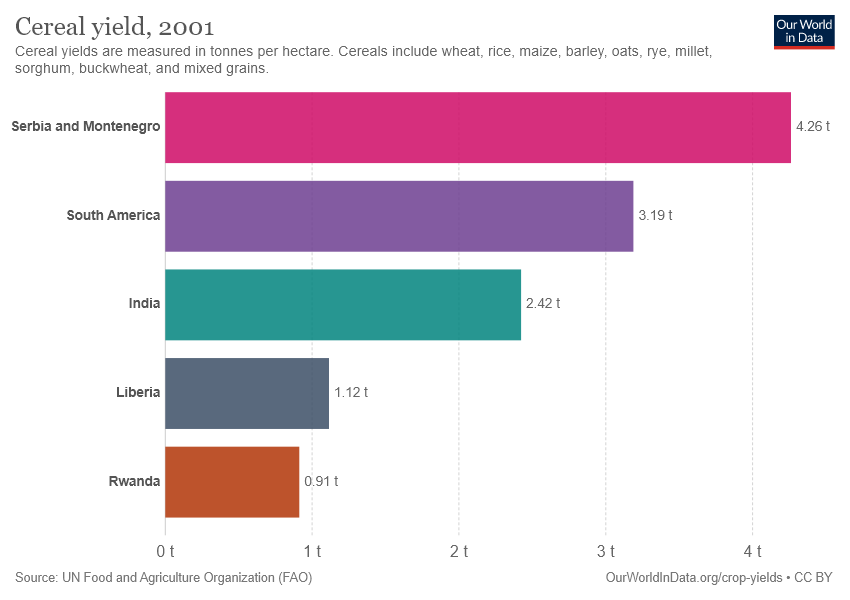 Cereal yield, 2001
Our World
in Data
Cereal yields are measured in tonnes per hectare. Cereals include wheat, rice, maize, barley, oats, rye, millet,
sorghum, buckwheat, and mixed grains.
Serbia and Montenegro
4.26 t
South America
3.19 t
India
2.42 t
Liberia
1.12 t
Rwanda
0.91 t
0 t
1 t
2 t
3 t
4 t
Source: UN Food and Agriculture Organization (FAO)
OurWorldInData.org/crop-yields • CC BY